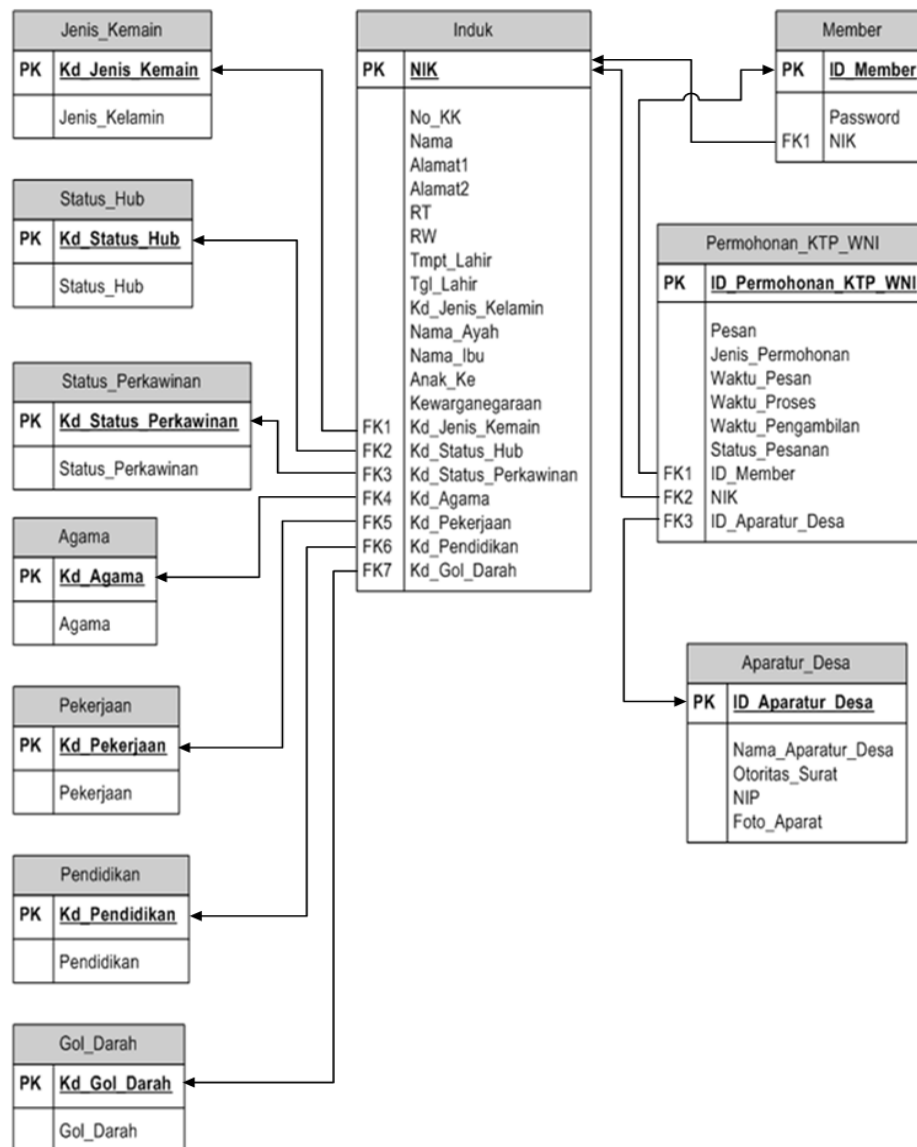 Jenis_Kemain
PK Kd_Jenis_Kemain
Jenis_Kelamin
Status_Hub
PK Kd_Status_Hub
Status_Hub
Status_Perkawinan
PK Kd_Status_Perkawinan
Status_Perkawinan
Agama
PK Kd_Agama
Agama
Pekerjaan
PK Kd_Pekerjaan
Pekerjaan
Pendidikan
PK Kd_Pendidikan
Pendidikan
Gol_Darah
PK Kd_Gol_Darah
Gol_Darah
Induk
PK NIK
No_KK
Nama
Alamat1
Alamat2
RT
RW
Tmpt_Lahir
Tgl_Lahir
Kd_Jenis_Kelamin
Nama_Ayah
Nama_Ibu
Anak_Ke
Kewarganegaraan
FK1 Kd_Jenis_Kemain
FK2 Kd_Status_Hub
FK3 Kd_Status_Perkawinan
FK4 Kd_Agama
FK5 Kd_Pekerjaan
FK6 Kd_Pendidikan
FK7 Kd_Gol_Darah
Member
PK ID_Member
Password
FK1 NIK
Permohonan_KTP_WNI
PK ID_Permohonan_KTP_WNI
Pesan
Jenis_Permohonan
Waktu_Pesan
Waktu_Proses
Waktu_Pengambilan
Status_Pesanan
FK1 ID_Member
FK2 NIK
FK3 ID_Aparatur_Desa
Aparatur_Desa
PK ID_Aparatur_Desa
Nama_Aparatur_Desa
Otoritas_Surat
NIP
Foto_Aparat